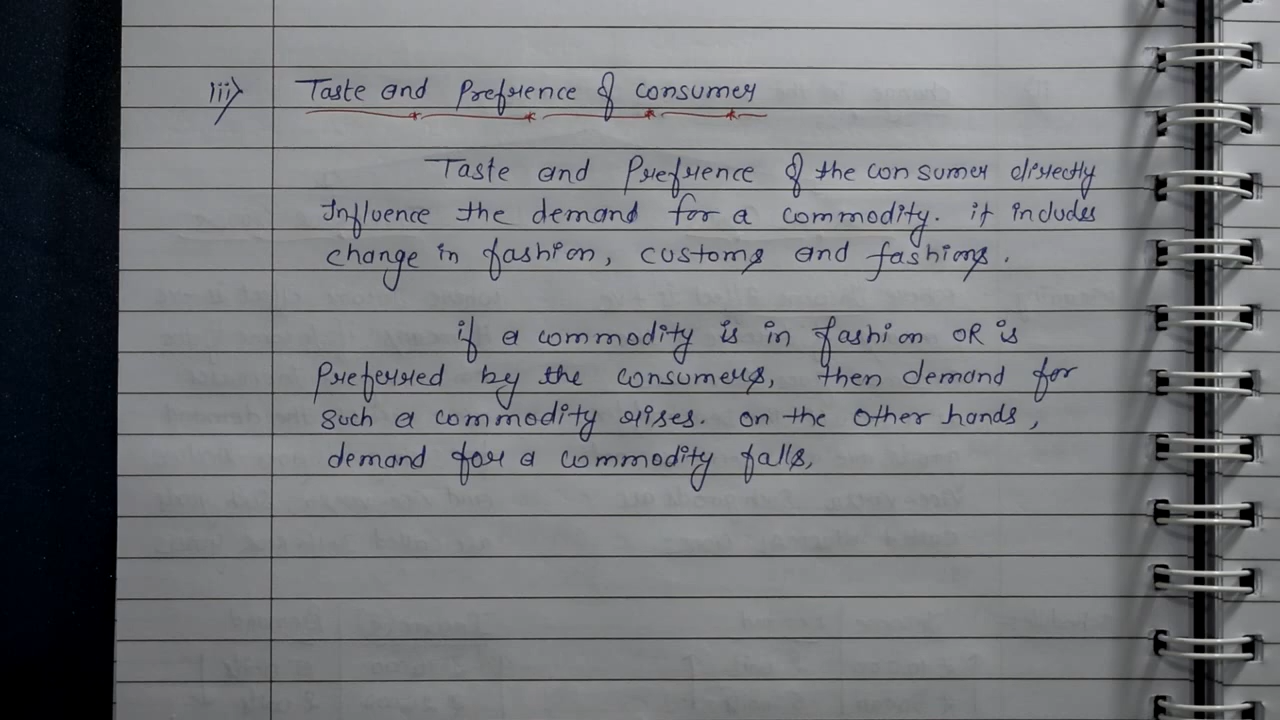 iii) Taste and Prefrence of consumer
Taste and Prefrence of the consumer directly
Influence the demand for a commodity. it includes
change in fashion, customs and fashions.
if a commodity is in fashion OR is
Preferred by the consumers, then demand for
such a commodity rises. on the other hands,
demand for a commodity falls,